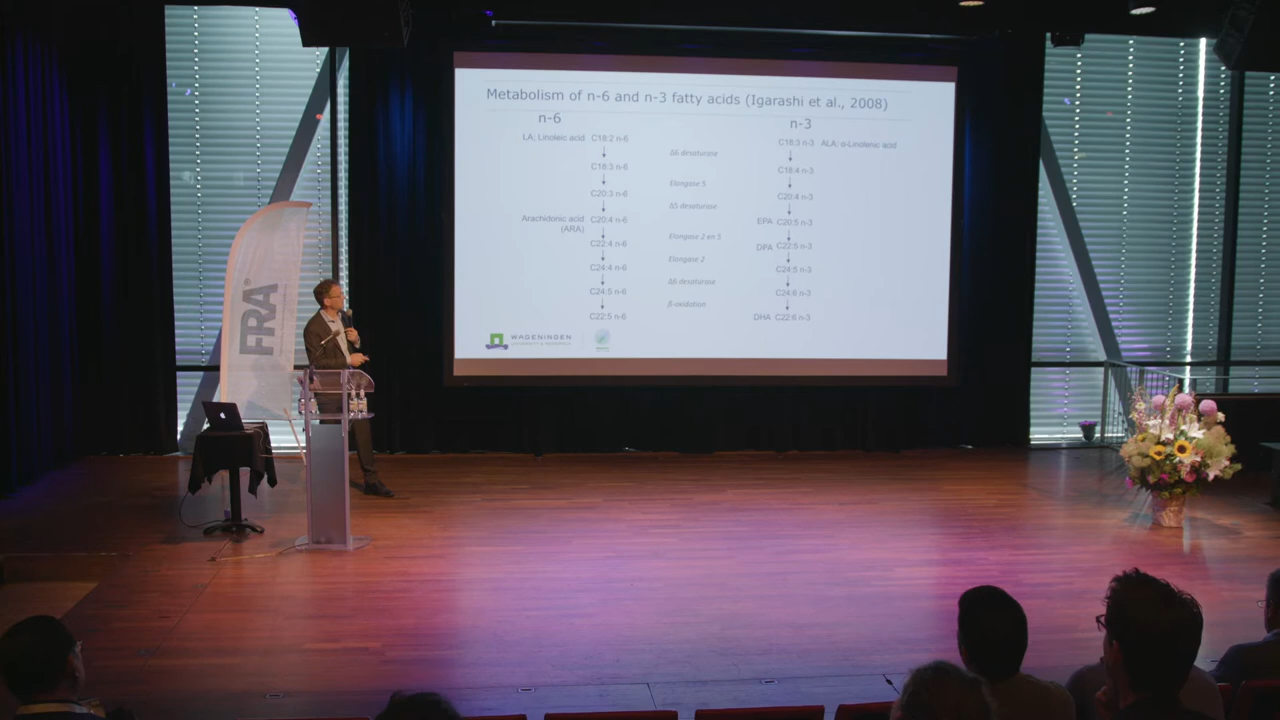 Metabolism of n-6 and n-3 fatty acids (Igarashi et al., 2008)
n-6
n-3
LA; Linoleic acid C18:2 n-6
C18:3 n-6
C20:3 n-6
Arachidonic acid C20:4 n-6
(ARA)
C22:4 n-6
C24:4 n-6
C24:5 n-6
C22:5 n-6
Δ6 desaturase
Elongase 5
Δ5 desaturase
Elongase 2 en 5
Elongase 2
Δ6 desaturase
β-oxidation
C18:3 n-3 ALA; α-Linolenic acid
C18:4 n-3
C20:4 n-3
EPA C20:5 n-3
DPA C22:5 n-3
C24:5 n-3
C24:6 n-3
DHA C22:6 n-3
WAGENINGEN
UNIVERSITY & RESEARCH
FRA®